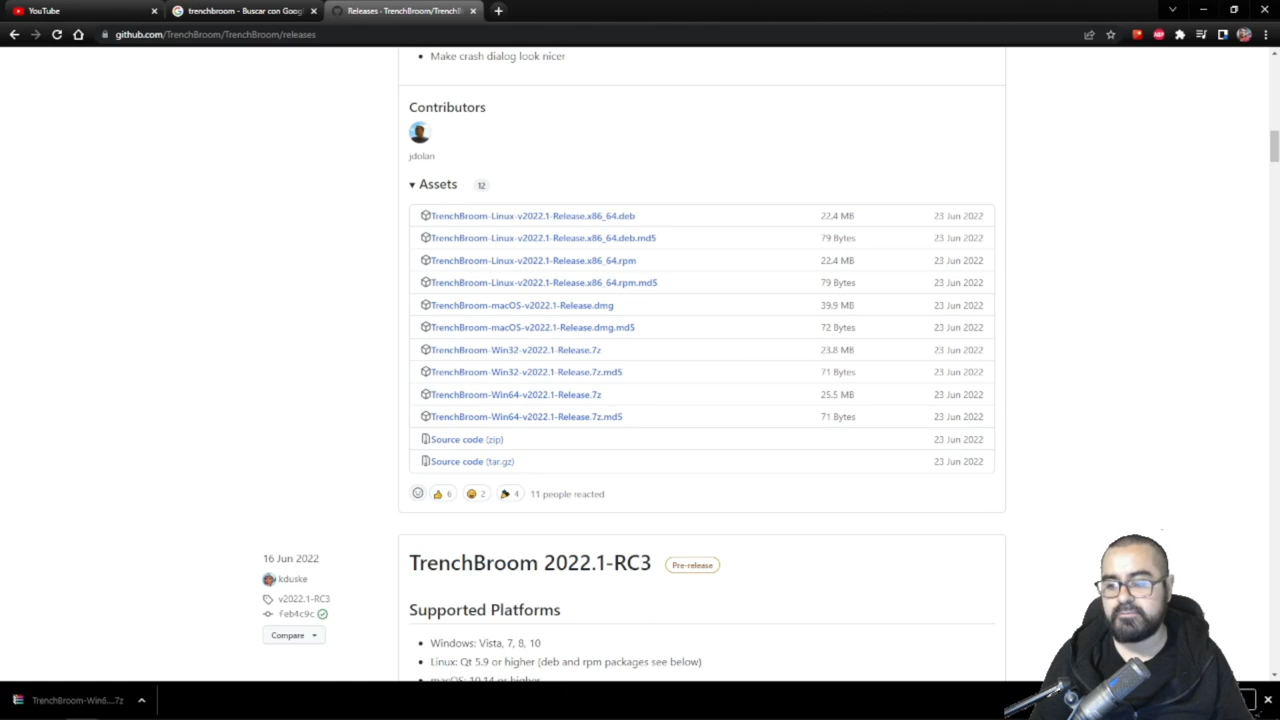 YouTube
trenchbroom - Buscar con Googl
Releases · TrenchBroom/TrenchBr
github.com/TrenchBroom/TrenchBroom/releases
Make crash dialog look nicer
Contributors
jdolan
Assets 12
TrenchBroom-Linux-v2022.1-Release.x86_64.deb 22.4 MB 23 Jun 2022
TrenchBroom-Linux-v2022.1-Release.x86_64.deb.md5 79 Bytes 23 Jun 2022
TrenchBroom-Linux-v2022.1-Release.x86_64.rpm 22.4 MB 23 Jun 2022
TrenchBroom-Linux-v2022.1-Release.x86_64.rpm.md5 79 Bytes 23 Jun 2022
TrenchBroom-macOS-v2022.1-Release.dmg 39.9 MB 23 Jun 2022
TrenchBroom-macOS-v2022.1-Release.dmg.md5 72 Bytes 23 Jun 2022
TrenchBroom-Win32-v2022.1-Release.7z 23.8 MB 23 Jun 2022
TrenchBroom-Win32-v2022.1-Release.7z.md5 71 Bytes 23 Jun 2022
TrenchBroom-Win64-v2022.1-Release.7z 25.5 MB 23 Jun 2022
TrenchBroom-Win64-v2022.1-Release.7z.md5 71 Bytes 23 Jun 2022
Source code (zip) 23 Jun 2022
Source code (tar.gz) 23 Jun 2022
6 2 4 11 people reacted
16 Jun 2022
kduske
v2022.1-RC3
feb4c9c
Compare
TrenchBroom 2022.1-RC3 Pre-release
Supported Platforms
Windows: Vista, 7, 8, 10
Linux: Qt 5.9 or higher (deb and rpm packages see below)
macOS: 10.14 or higher
TrenchBroom-Win6....7z